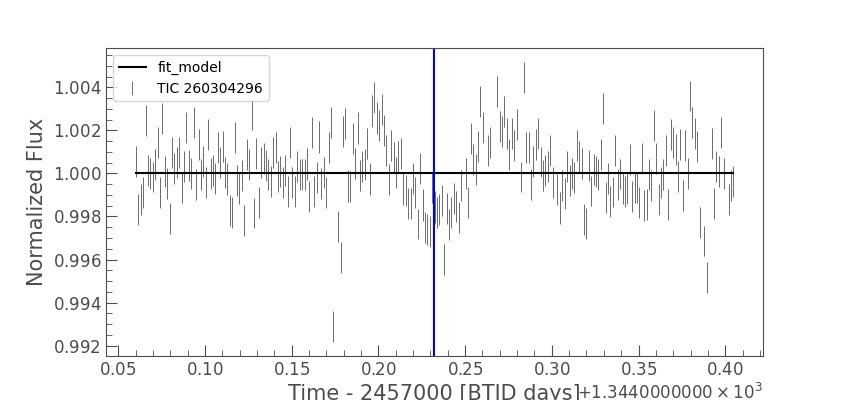 fit_model
TIC 260304296
1.004
1.002
1.000
0.998
0.996
0.994
0.992
Normalized Flux
0.05 0.10 0.15 0.20 0.25 0.30 0.35 0.40
Time - 2457000 [BTJD days]
+1.3440000000 × 10³